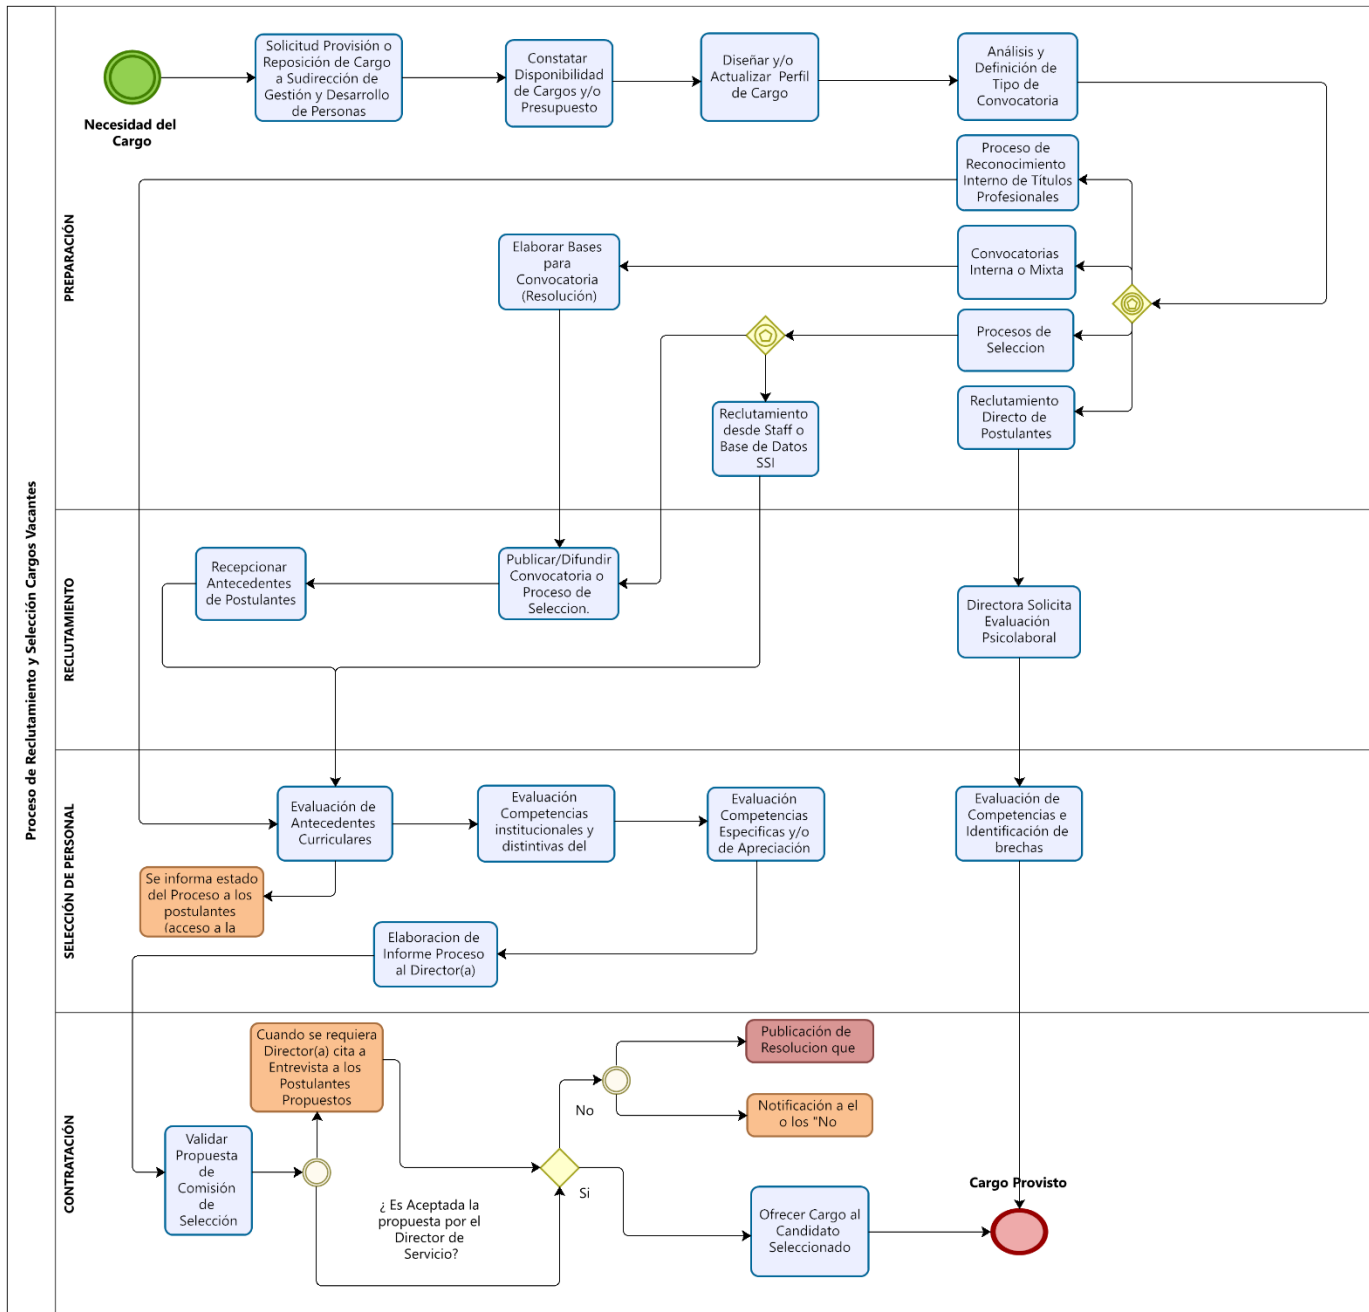 Proceso de Reclutamiento y Selección Cargos Vacantes
PREPARACIÓN
Necesidad del
Cargo
Solicitud Provisión o
Reposición de Cargo
a Sudirección de
Gestión y Desarrollo
de Personas
Constatar
Disponibilidad
de Cargos y/o
Presupuesto
Diseñar y/o
Actualizar Perfil
de Cargo
Análisis y
Definición de
Tipo de
Convocatoria
Proceso de
Reconocimiento
Interno de Títulos
Profesionales
Convocatorias
Interna o Mixta
Elaborar Bases
para
Convocatoria
(Resolución)
Procesos de
Seleccion
Reclutamiento
Directo de
Postulantes
Reclutamiento
desde Staff o
Base de Datos
SSI
RECLUTAMIENTO
Recepcionar
Antecedentes
de Postulantes
Publicar/Difundir
Convocatoria o
Proceso de
Seleccion.
Directora Solicita
Evaluación
Psicolaboral
SELECCIÓN DE PERSONAL
Evaluación de
Antecedentes
Curriculares
Evaluación
Competencias
institucionales y
distintivas del
Evaluación
Competencias
Especificas y/o
de Apreciación
Evaluación de
Competencias e
Identificación de
brechas
Se informa estado
del Proceso a los
postulantes
(acceso a la
Elaboracion de
Informe Proceso
al Director(a)
CONTRATACIÓN
Cuando se requiera
Director(a) cita a
Entrevista a los
Postulantes
Propuestos
Publicación de
Resolucion que
No
Notificación a el
o los "No
Validar
Propuesta
de
Comisión
de
Selección
¿ Es Aceptada la
propuesta por el
Director de
Servicio?
Si
Ofrecer Cargo al
Candidato
Seleccionado
Cargo Provisto